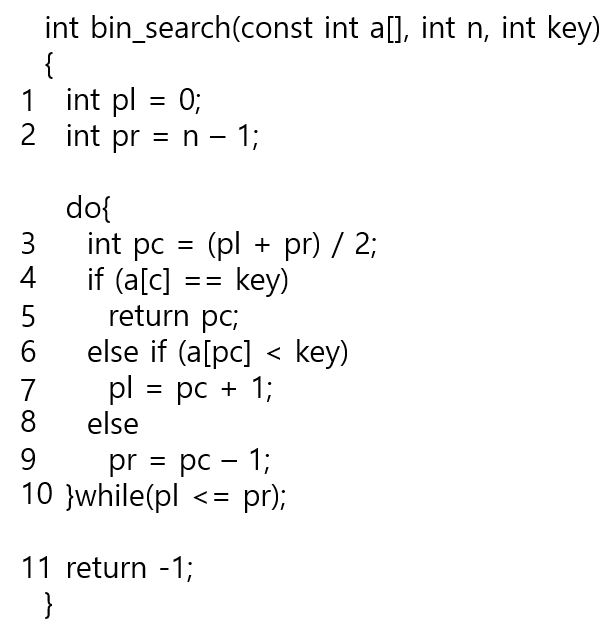 int bin_search(const int a[], int n, int key)
{
1 int pl = 0;
2 int pr = n – 1;
do{
3 int pc = (pl + pr) / 2;
4 if (a[c] == key)
5 return pc;
6 else if (a[pc] < key)
7 pl = pc + 1;
8 else
9 pr = pc – 1;
10 }while(pl <= pr);
11 return -1;
}